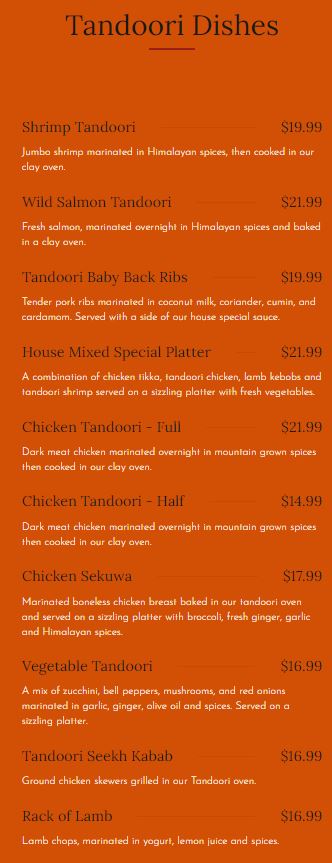 Tandoori Dishes
Shrimp Tandoori $19.99
Jumbo shrimp marinated in Himalayan spices, then cooked in our
clay oven.
Wild Salmon Tandoori $21.99
Fresh salmon, marinated overnight in Himalayan spices and baked
in a clay oven.
Tandoori Baby Back Ribs $19.99
Tender pork ribs marinated in coconut milk, coriander, cumin, and
cardamom. Served with a side of our house special sauce.
House Mixed Special Platter $21.99
A combination of chicken tikka, tandoori chicken, lamb kebobs and
tandoori shrimp served on a sizzling platter with fresh vegetables.
Chicken Tandoori - Full $21.99
Dark meat chicken marinated overnight in mountain grown spices
then cooked in our clay oven.
Chicken Tandoori - Half $14.99
Dark meat chicken marinated overnight in mountain grown spices
then cooked in our clay oven.
Chicken Sekuwa $17.99
Marinated boneless chicken breast baked in our tandoori oven
and served on a sizzling platter with broccoli, fresh ginger, garlic
and Himalayan spices.
Vegetable Tandoori $16.99
A mix of zucchini, bell peppers, mushrooms, and red onions
marinated in garlic, ginger, olive oil and spices. Served on a
sizzling platter.
Tandoori Seekh Kabab $16.99
Ground chicken skewers grilled in our Tandoori oven.
Rack of Lamb $16.99
Lamb chops, marinated in yogurt, lemon juice and spices.